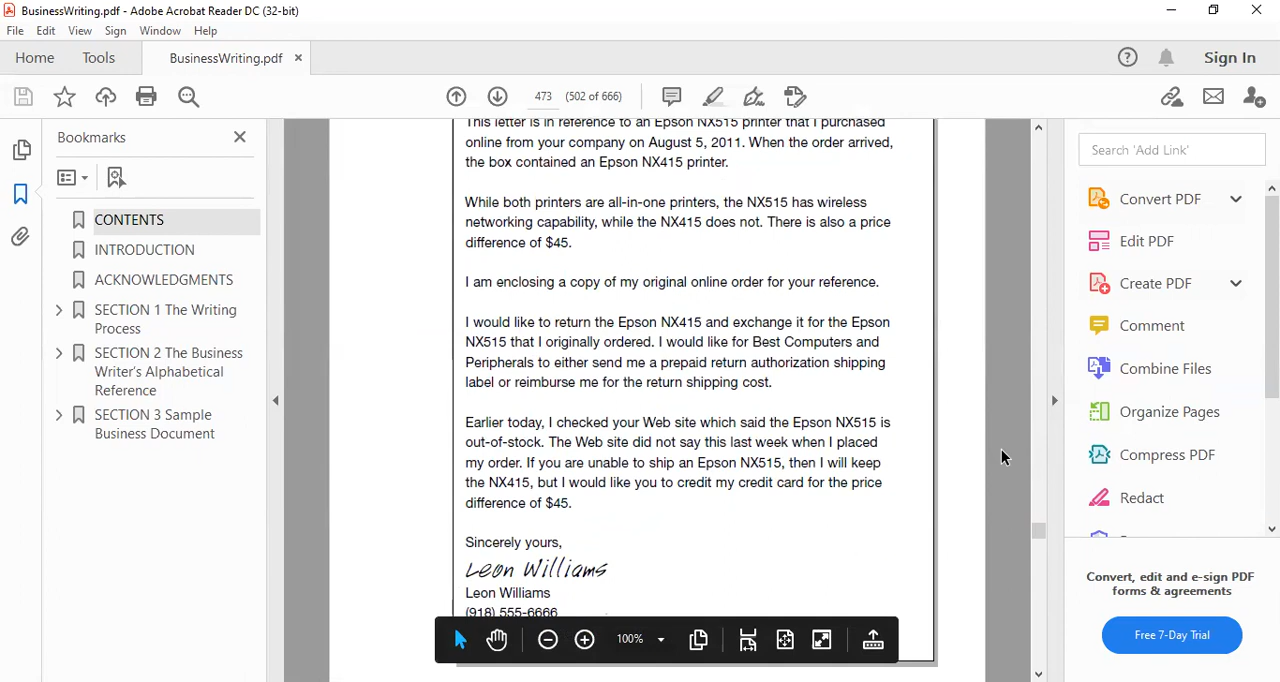 BusinessWriting.pdf - Adobe Acrobat Reader DC (32-bit)
File Edit View Sign Window Help
Home Tools BusinessWriting.pdf × Sign In
473 (502 of 666)
Bookmarks
CONTENTS
INTRODUCTION
ACKNOWLEDGMENTS
SECTION 1 The Writing
Process
SECTION 2 The Business
Writer's Alphabetical
Reference
SECTION 3 Sample
Business Document
This letter is in reference to an Epson NX515 printer that I purchased
online from your company on August 5, 2011. When the order arrived,
the box contained an Epson NX415 printer.
While both printers are all-in-one printers, the NX515 has wireless
networking capability, while the NX415 does not. There is also a price
difference of $45.
I am enclosing a copy of my original online order for your reference.
I would like to return the Epson NX415 and exchange it for the Epson
NX515 that I originally ordered. I would like for Best Computers and
Peripherals to either send me a prepaid return authorization shipping
label or reimburse me for the return shipping cost.
Earlier today, I checked your Web site which said the Epson NX515 is
out-of-stock. The Web site did not say this last week when I placed
my order. If you are unable to ship an Epson NX515, then I will keep
the NX415, but I would like you to credit my credit card for the price
difference of $45.
Sincerely yours,
Leon Williams
Leon Williams
(918) 555-6666
100%
Search 'Add Link'
Convert PDF
Edit PDF
Create PDF
Comment
Combine Files
Organize Pages
Compress PDF
Redact
Convert, edit and e-sign PDF
forms & agreements
Free 7-Day Trial